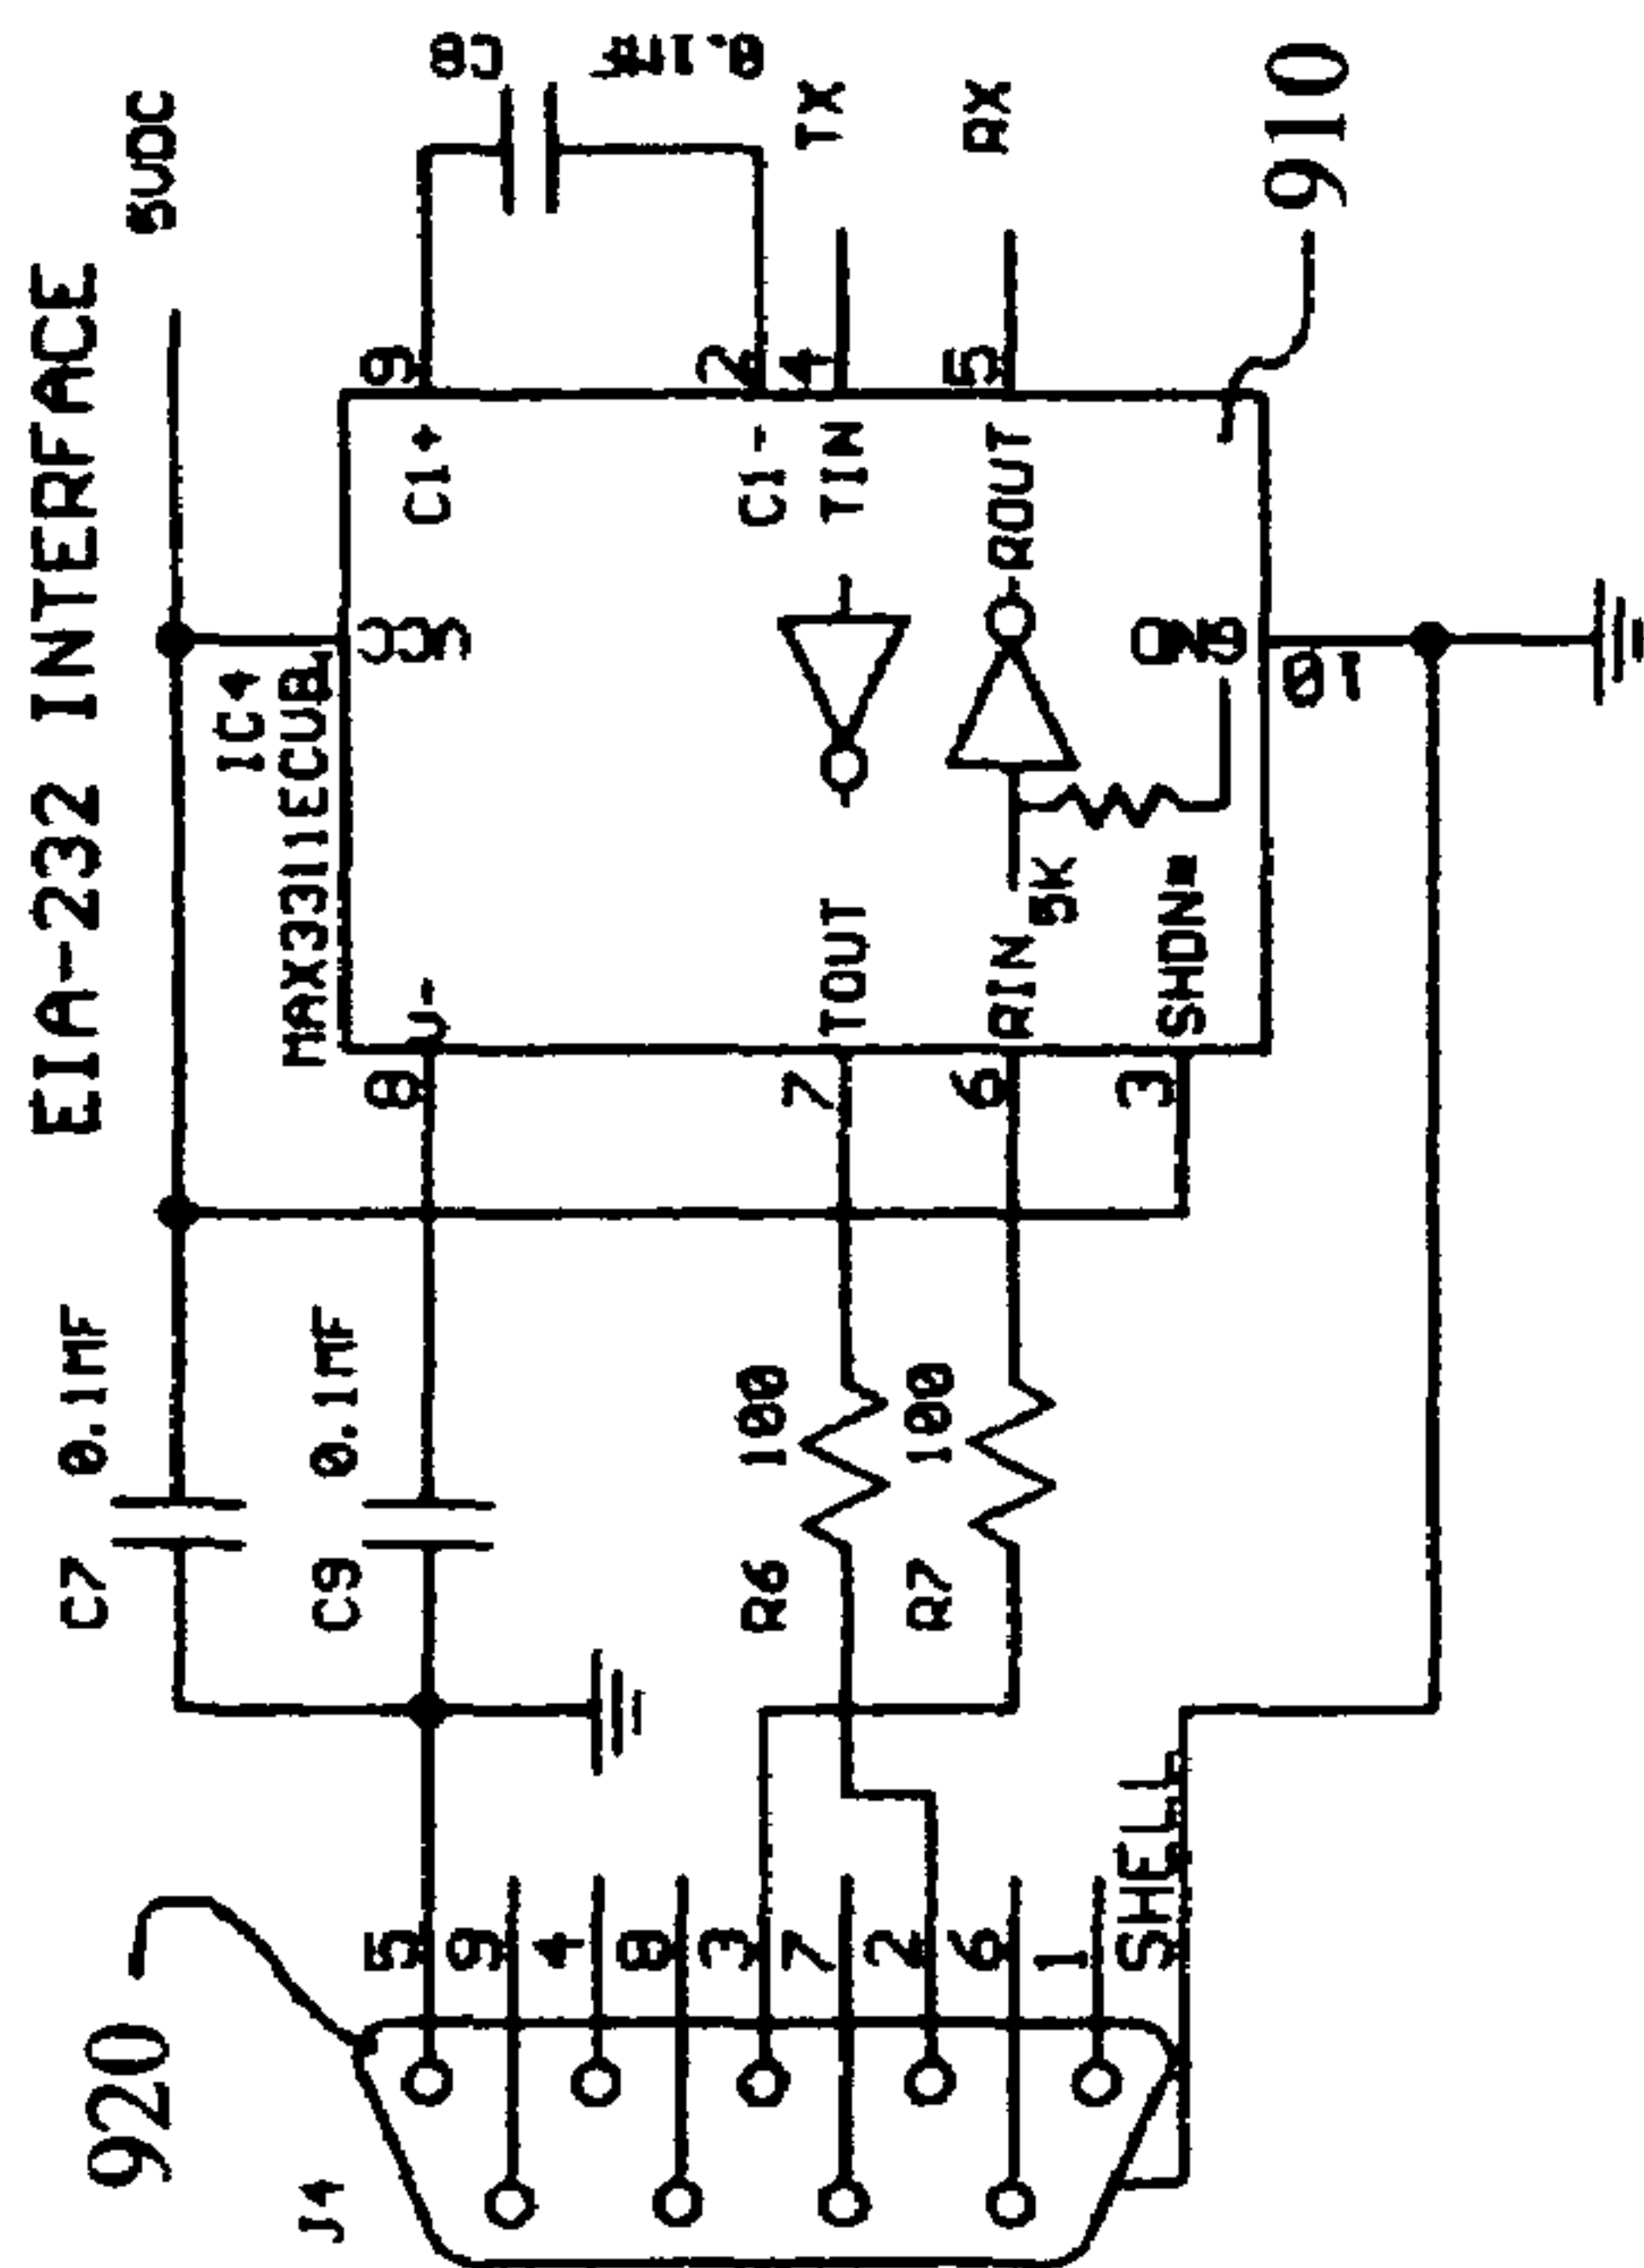 EIA-232 INTERFACE
5VDC
C7
0.1MF
IC4
MAX3311ECUB
C9
0.1MF
8
V-
C1+
9
C8
0.1MF
C1-
2
R6
100
7
TOUT
TIN
4
TX
R7
100
6
RIN
5K
ROUT
5
RX
3
SHDN
10
910
920
J4
5
9
4
8
3
7
2
6
1
SHELL